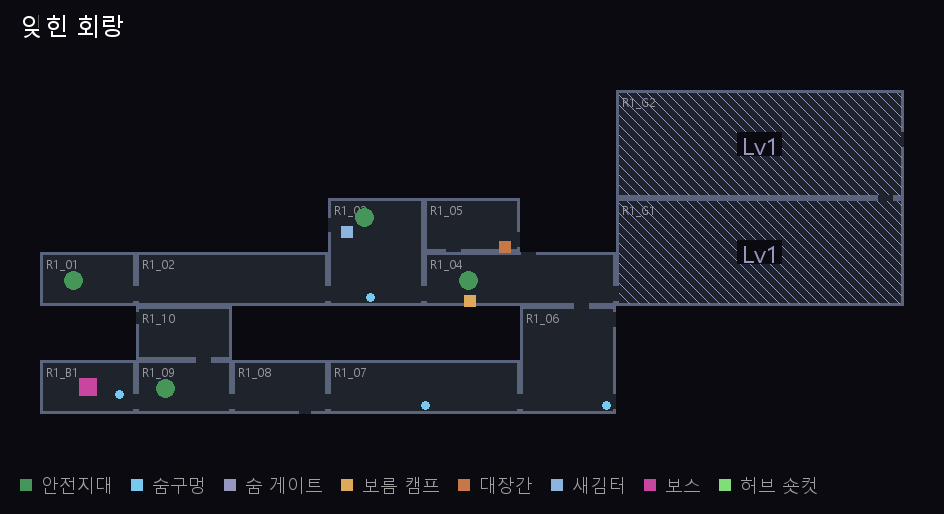 잊힌 회랑
R1_G2
Lv1
R1_03
R1_05
R1_G1
Lv1
R1_01
R1_02
R1_04
R1_10
R1_06
R1_B1
R1_09
R1_08
R1_07
안전지대
숨구멍
숨 게이트
보름 캠프
대장간
새김터
보스
허브 숏컷